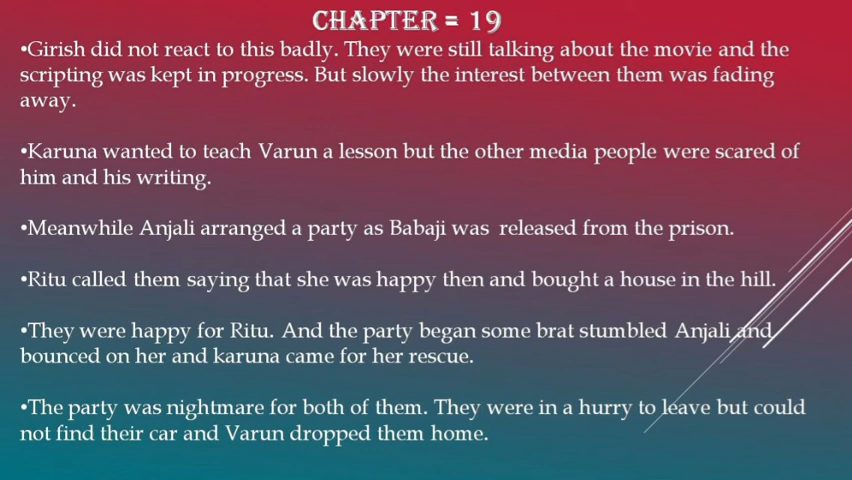 CHAPTER = 19
•Girish did not react to this badly. They were still talking about the movie and the
scripting was kept in progress. But slowly the interest between them was fading
away.
•Karuna wanted to teach Varun a lesson but the other media people were scared of
him and his writing.
•Meanwhile Anjali arranged a party as Babaji was released from the prison.
•Ritu called them saying that she was happy then and bought a house in the hill.
•They were happy for Ritu. And the party began some brat stumbled Anjali and
bounced on her and karuna came for her rescue.
•The party was nightmare for both of them. They were in a hurry to leave but could
not find their car and Varun dropped them home.